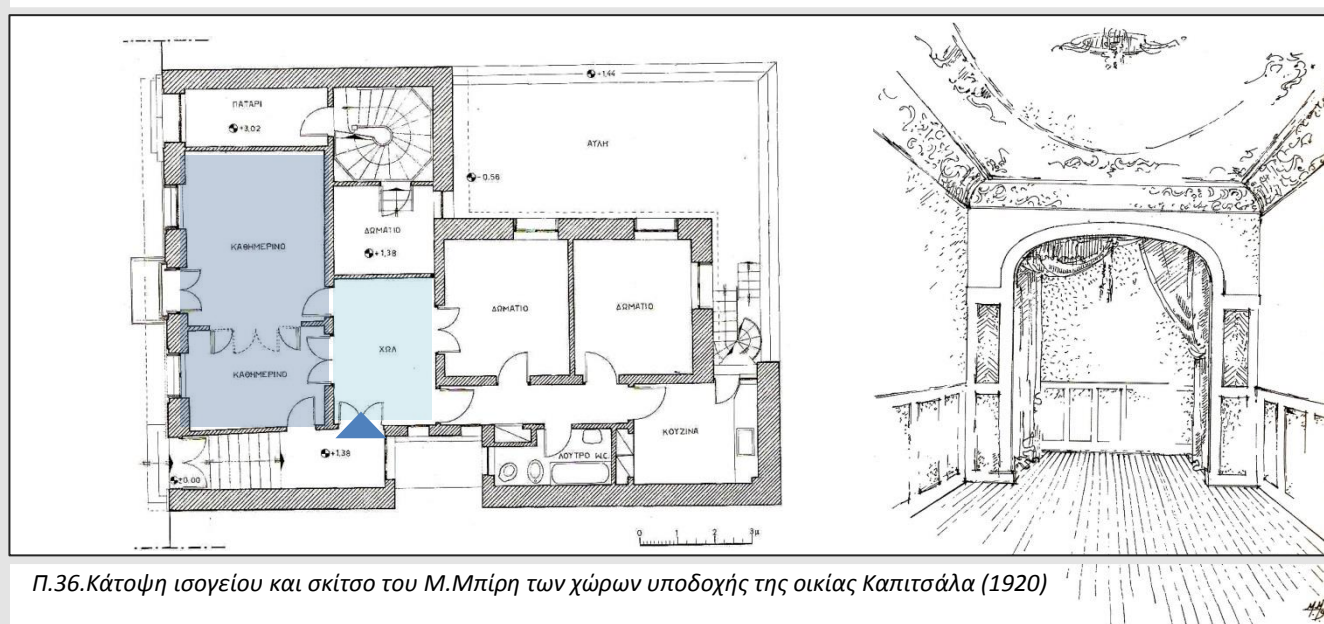 ΠΑΤΑΡΙ
+3,02
+1,44
ΑΥΛΗ
-0.56
ΔΩΜΑΤΙΟ
+1,38
ΚΑΘΗΜΕΡΙΝΟ
ΔΩΜΑΤΙΟ
ΔΩΜΑΤΙΟ
ΧΩΛ
ΚΑΘΗΜΕΡΙΝΟ
ΚΟΥΖΙΝΑ
+1,38
ΛΟΥΤΡΟ W.C.
±0.00
0 1 2 3μ
Π.36.Κάτοψη ισογείου και σκίτσο του Μ.Μπίρη των χώρων υποδοχής της οικίας Καπιτσάλα (1920)